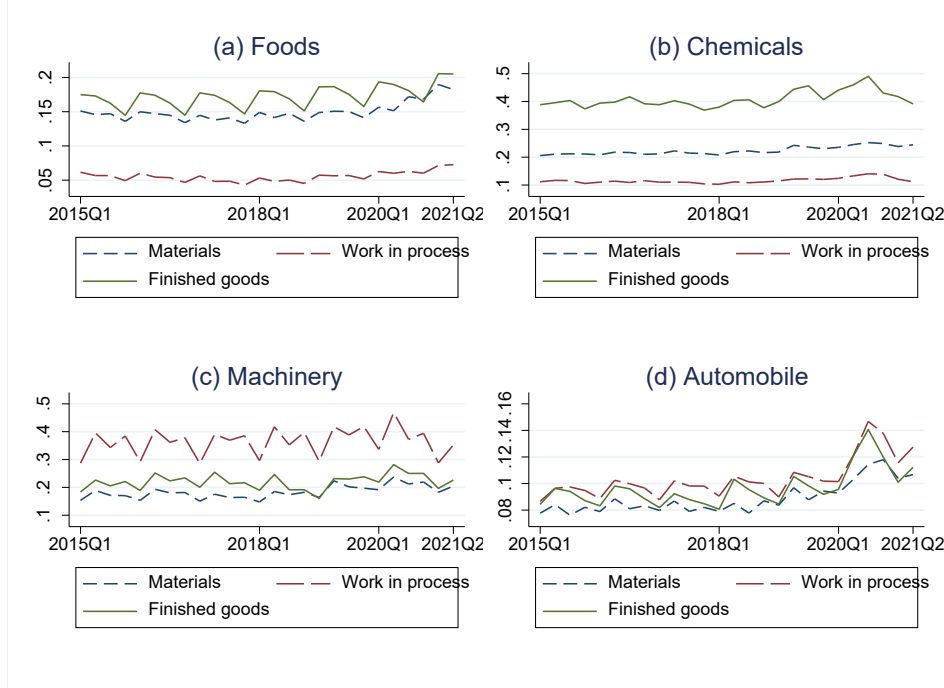 (a) Foods
.2
.15
.1
.05
2015Q1 2018Q1 2020Q1 2021Q2
Materials Work in process
Finished goods
(b) Chemicals
.5
.4
.3
.2
.1
2015Q1 2018Q1 2020Q1 2021Q2
Materials Work in process
Finished goods
(c) Machinery
.5
.4
.3
.2
.1
2015Q1 2018Q1 2020Q1 2021Q2
Materials Work in process
Finished goods
(d) Automobile
.16
.14
.12
.1
.08
2015Q1 2018Q1 2020Q1 2021Q2
Materials Work in process
Finished goods